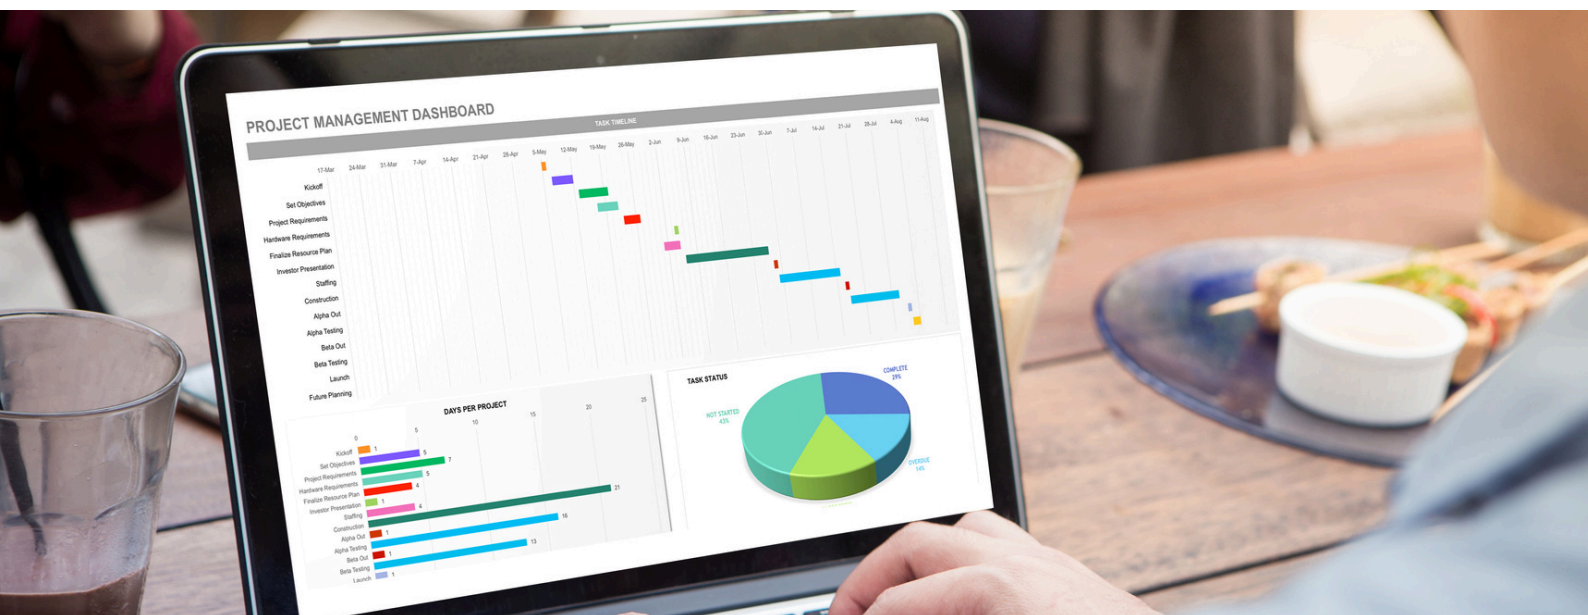 PROJECT MANAGEMENT DASHBOARD
TASK TIMELINE
17-Mar 24-Mar 31-Mar 7-Apr 14-Apr 21-Apr 28-Apr 5-May 12-May 19-May 26-May 2-Jun 9-Jun 16-Jun 23-Jun 30-Jun 7-Jul 14-Jul 21-Jul 28-Jul 4-Aug 11-Aug
Kickoff
Set Objectives
Project Requirements
Hardware Requirements
Finalize Resource Plan
Investor Presentation
Staffing
Construction
Alpha Out
Alpha Testing
Beta Out
Beta Testing
Launch
Future Planning
DAYS PER PROJECT
0 5 10 15 20 25
Kickoff 1
Set Objectives 5
Project Requirements 7
Hardware Requirements 5
Finalize Resource Plan 4
Investor Presentation 1
Staffing 4
Construction 21
Alpha Out 1
Alpha Testing 16
Beta Out 1
Beta Testing 13
Launch 1
TASK STATUS
COMPLETE
29%
NOT STARTED
43%
OVERDUE
14%